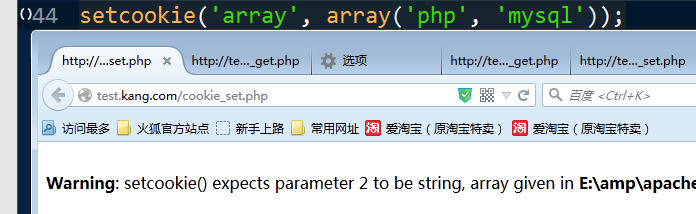 44 setcookie('array', array('php', 'mysql'));
http://...set.php × http://te..._get.php 选项 http://te..._get.php http://te..._set.php
test.kang.com/cookie_set.php 百度 <Ctrl+K>
访问最多 火狐官方站点 新手上路 常用网址 淘 爱淘宝（原淘宝特卖） 淘 爱淘宝（原淘宝特卖）
Warning: setcookie() expects parameter 2 to be string, array given in E:\amp\apache